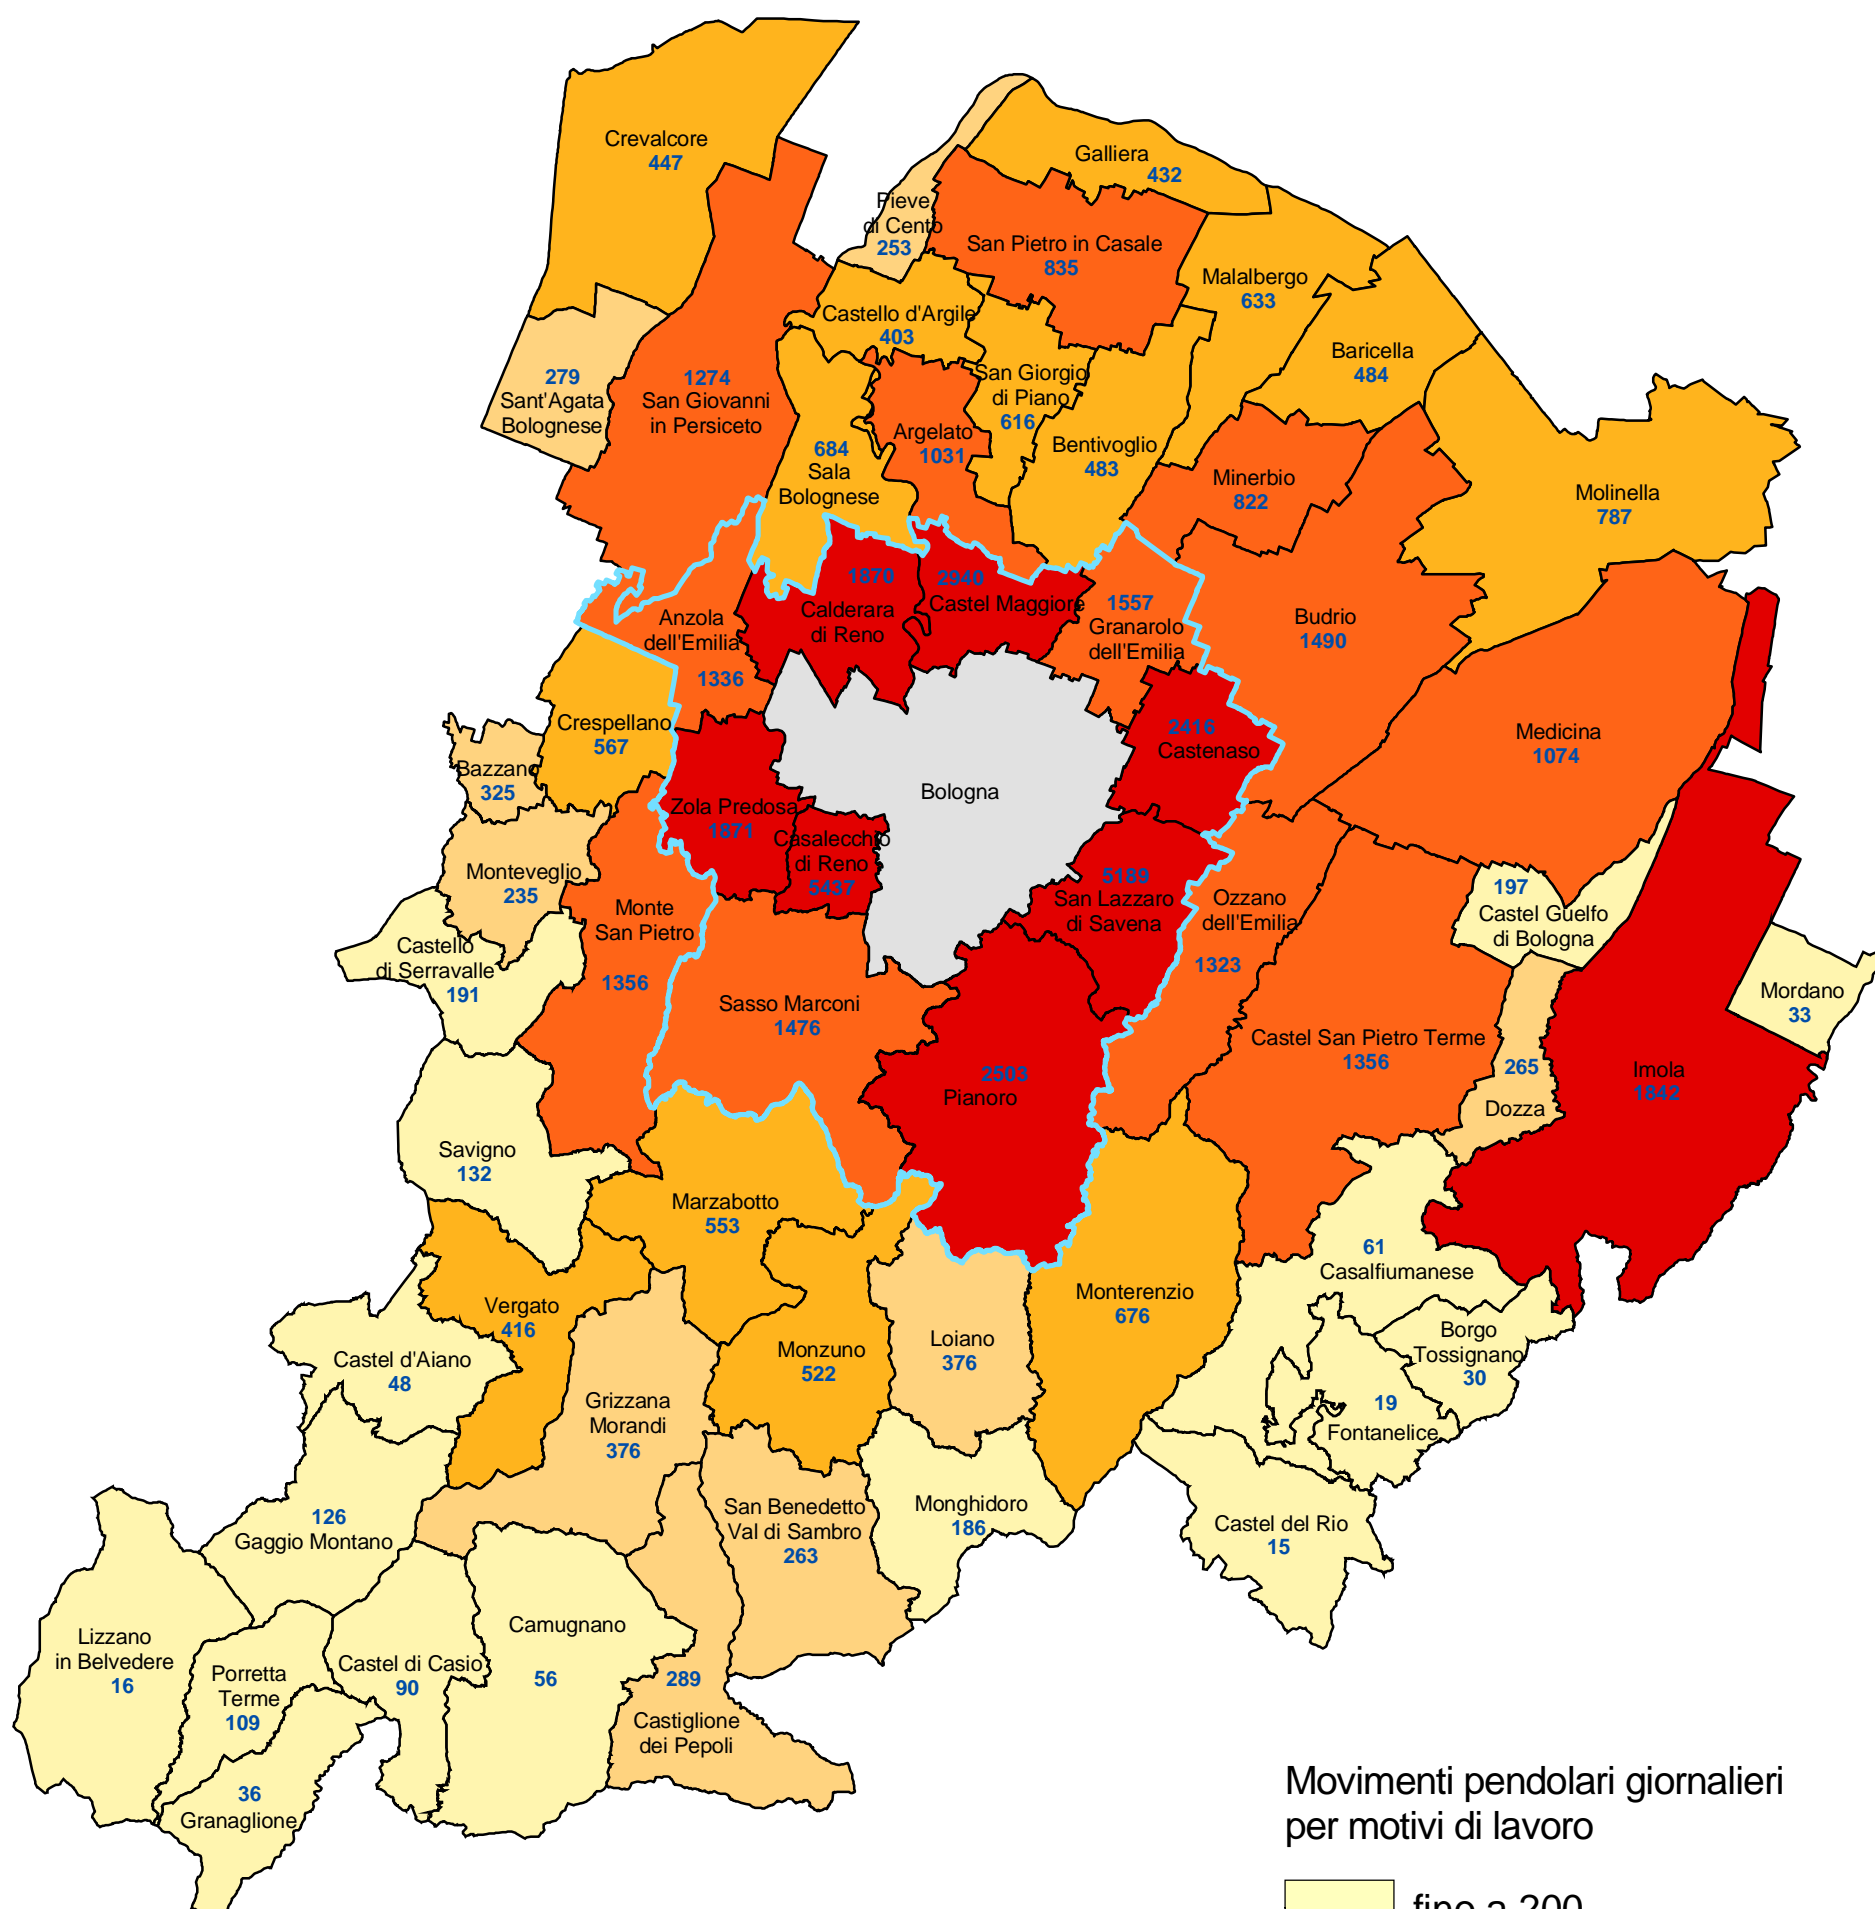 Crevalcore
447
Galliera
432
Pieve
di Cento
253
San Pietro in Casale
835
Malalbergo
633
Castello d'Argile
403
Baricella
484
279
Sant'Agata
Bolognese
1274
San Giovanni
in Persiceto
San Giorgio
di Piano
616
Argelato
1031
Bentivoglio
483
684
Sala
Bolognese
Minerbio
822
Molinella
787
1870
Calderara
di Reno
2940
Castel Maggiore
1557
Granarolo
dell'Emilia
Anzola
dell'Emilia
1336
Budrio
1490
Crespellano
567
2416
Castenaso
Medicina
1074
Bazzano
325
Bologna
Zola Predosa
1871
Casalecchio
di Reno
5437
Monteveglio
235
5189
San Lazzaro
di Savena
197
Castel Guelfo
di Bologna
Ozzano
dell'Emilia
1323
Monte
San Pietro
1356
Castello
di Serravalle
191
Sasso Marconi
1476
Mordano
33
Castel San Pietro Terme
1356
265
Dozza
Imola
1842
2503
Pianoro
Savigno
132
Marzabotto
553
61
Casalfiumanese
Vergato
416
Monterenzio
676
Monzuno
522
Loiano
376
Borgo
Tossignano
30
Castel d'Aiano
48
Grizzana
Morandi
376
19
Fontanelice
126
Gaggio Montano
San Benedetto
Val di Sambro
263
Monghidoro
186
Castel del Rio
15
Lizzano
in Belvedere
16
Porretta
Terme
109
Castel di Casio
90
Camugnano
56
289
Castiglione
dei Pepoli
36
Granaglione
Movimenti pendolari giornalieri
per motivi di lavoro
fino a 200